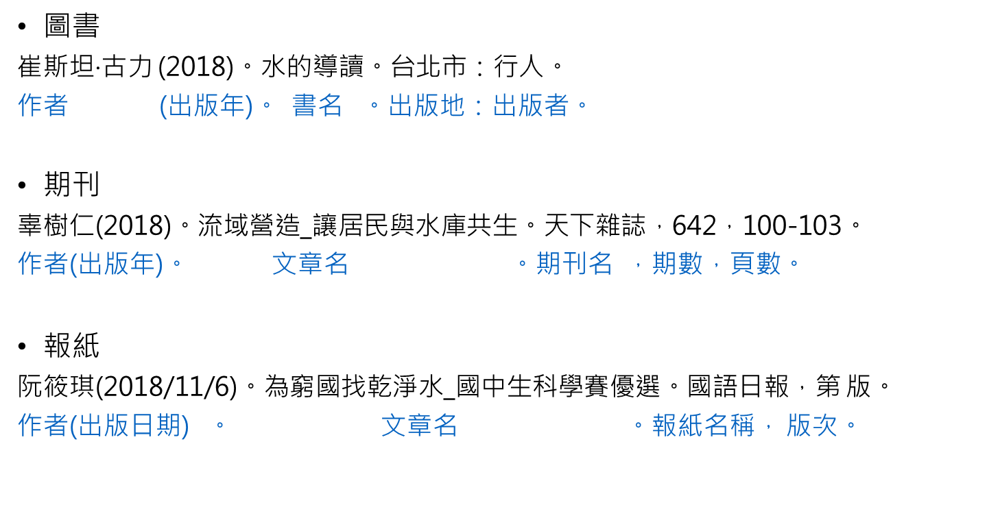 • 圖書
崔斯坦·古力(2018)。水的導讀。台北市：行人。
作者 (出版年)。 書名 。出版地：出版者。
• 期刊
辜樹仁(2018)。流域營造_讓居民與水庫共生。天下雜誌，642，100-103。
作者(出版年)。 文章名 。期刊名 ，期數，頁數。
• 報紙
阮筱琪(2018/11/6)。為窮國找乾淨水_國中生科學賽優選。國語日報，第 版。
作者(出版日期) 。 文章名 。報紙名稱， 版次。